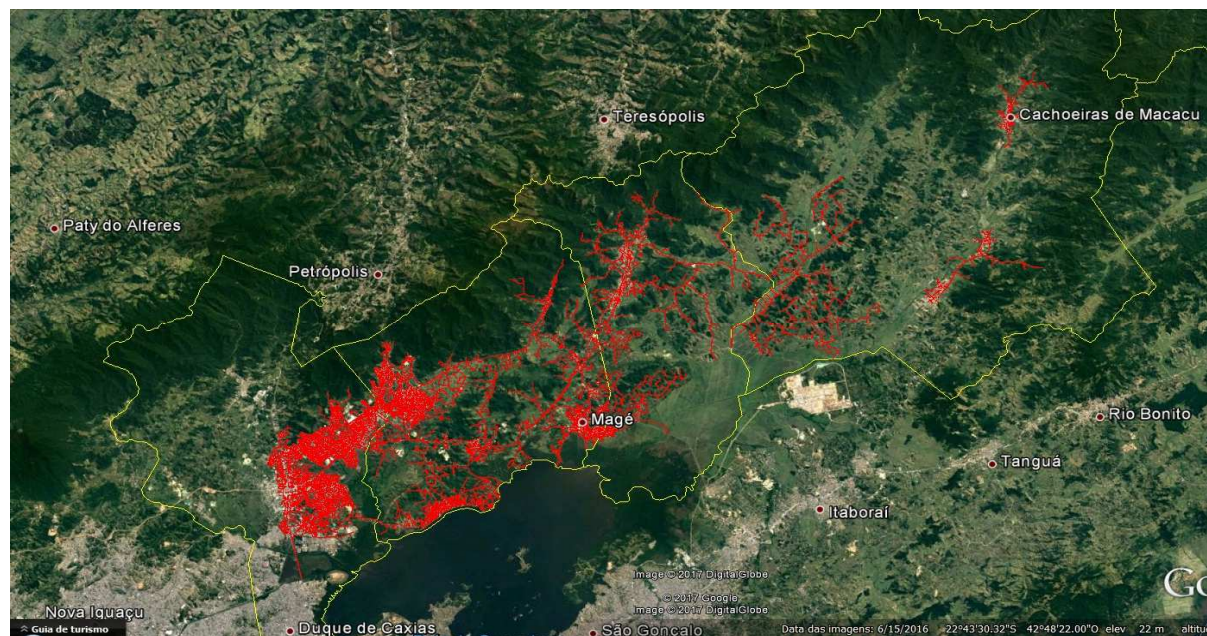 Teresópolis
Cachoeiras de Macacu
Paty do Alferes
Petrópolis
Magé
Rio Bonito
Tanguá
Itaboraí
Image © 2017 DigitalGlobe
© 2017 Google
Image © 2017 DigitalGlobe
Go
Nova Iguaçu
Guia de turismo
Duque de Caxias
São Gonçalo
Data das imagens: 6/15/2016 22°43'30.32"S 42°48'22.00"O elev 22 m altitu